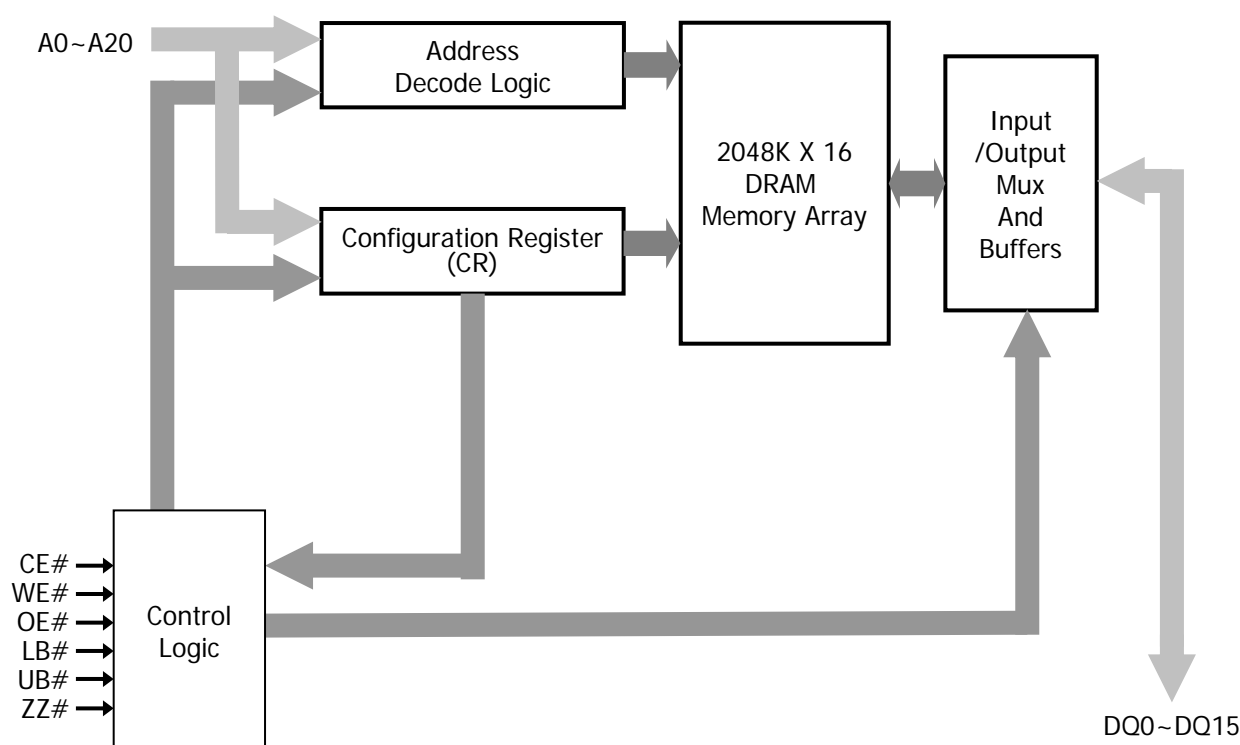 A0~A20
Address
Decode Logic
2048K X 16
DRAM
Memory Array
Input
/Output
Mux
And
Buffers
Configuration Register
(CR)
CE#
WE#
OE#
LB#
UB#
ZZ#
Control
Logic
DQ0~DQ15